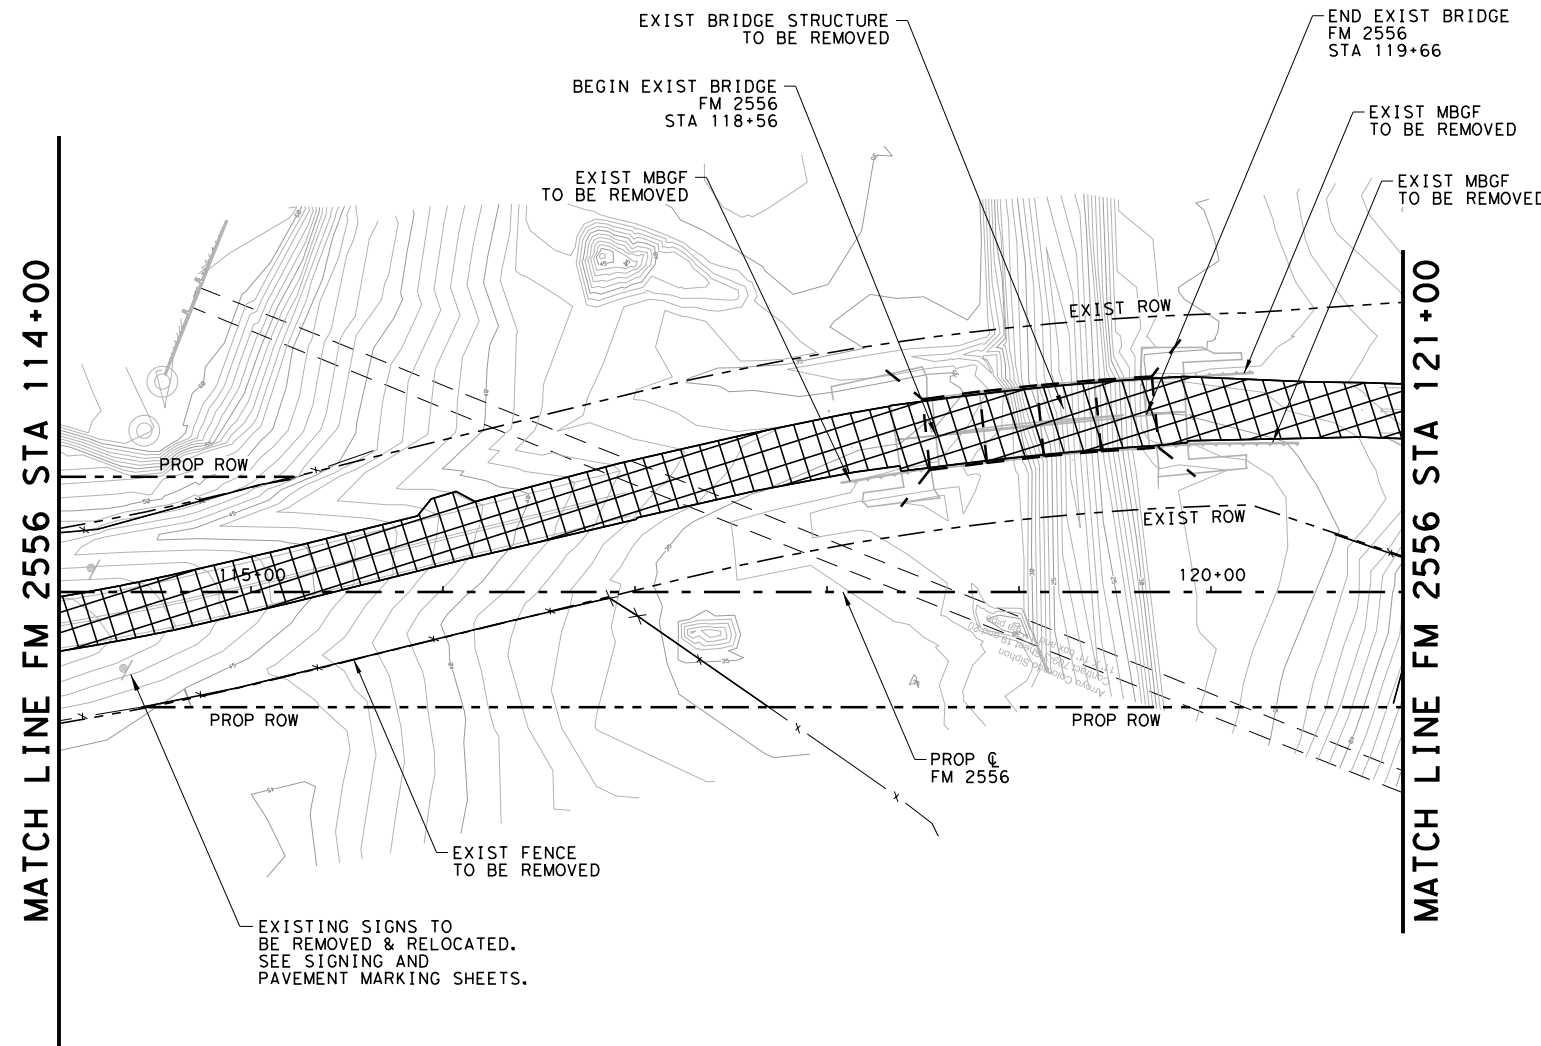 EXIST BRIDGE STRUCTURE
TO BE REMOVED
END EXIST BRIDGE
FM 2556
STA 119+66
BEGIN EXIST BRIDGE
FM 2556
STA 118+56
EXIST MBGF
TO BE REMOVED
EXIST MBGF
TO BE REMOVED
EXIST MBGF
TO BE REMOVED
MATCH LINE FM 2556 STA 114+00
MATCH LINE FM 2556 STA 121+00
EXIST ROW
PROP ROW
EXIST ROW
115+00
120+00
Arroyo Colorado Siphon
PROP ROW
PROP ROW
PROP ℄
FM 2556
EXIST FENCE
TO BE REMOVED
EXISTING SIGNS TO
BE REMOVED & RELOCATED.
SEE SIGNING AND
PAVEMENT MARKING SHEETS.